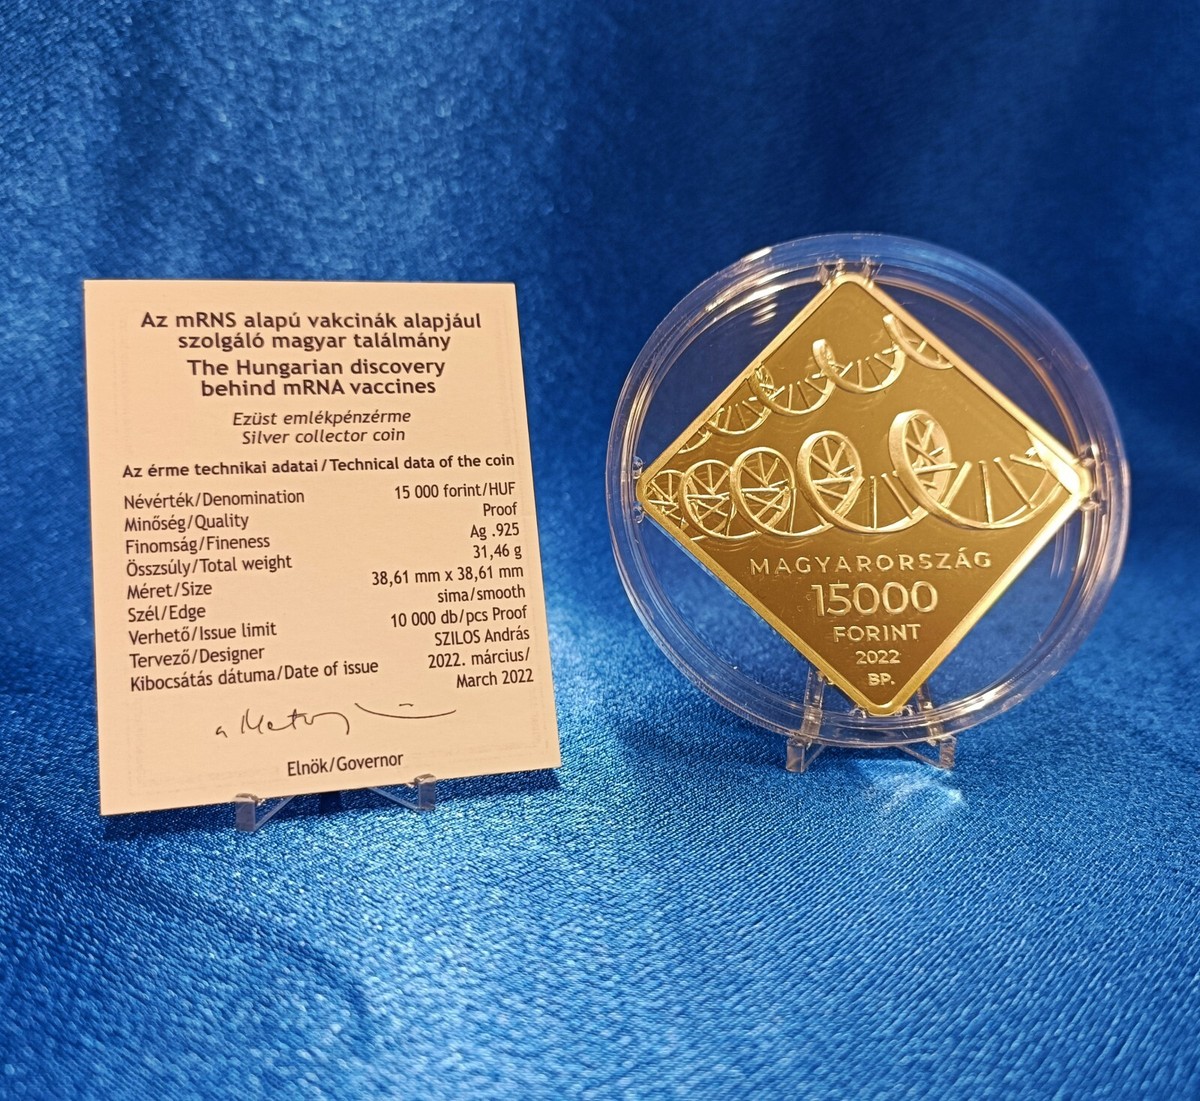 Az mRNS alapú vakcinák alapjául
szolgáló magyar találmány
The Hungarian discovery
behind mRNA vaccines
Ezüst emlékpénzérme
Silver collector coin
Az érme technikai adatai/Technical data of the coin
Névérték/Denomination 15 000 forint/HUF
Minőség/Quality Proof
Finomság/Fineness Ag .925
Összsúly/Total weight 31,46 g
Méret/Size 38,61 mm x 38,61 mm
Szél/Edge sima/smooth
Verhető/Issue limit 10 000 db/pcs Proof
Tervező/Designer SZILOS András
Kibocsátás dátuma/Date of issue 2022. március/
March 2022
Elnök/Governor
MAGYARORSZÁG
15000
FORINT
2022
BP.